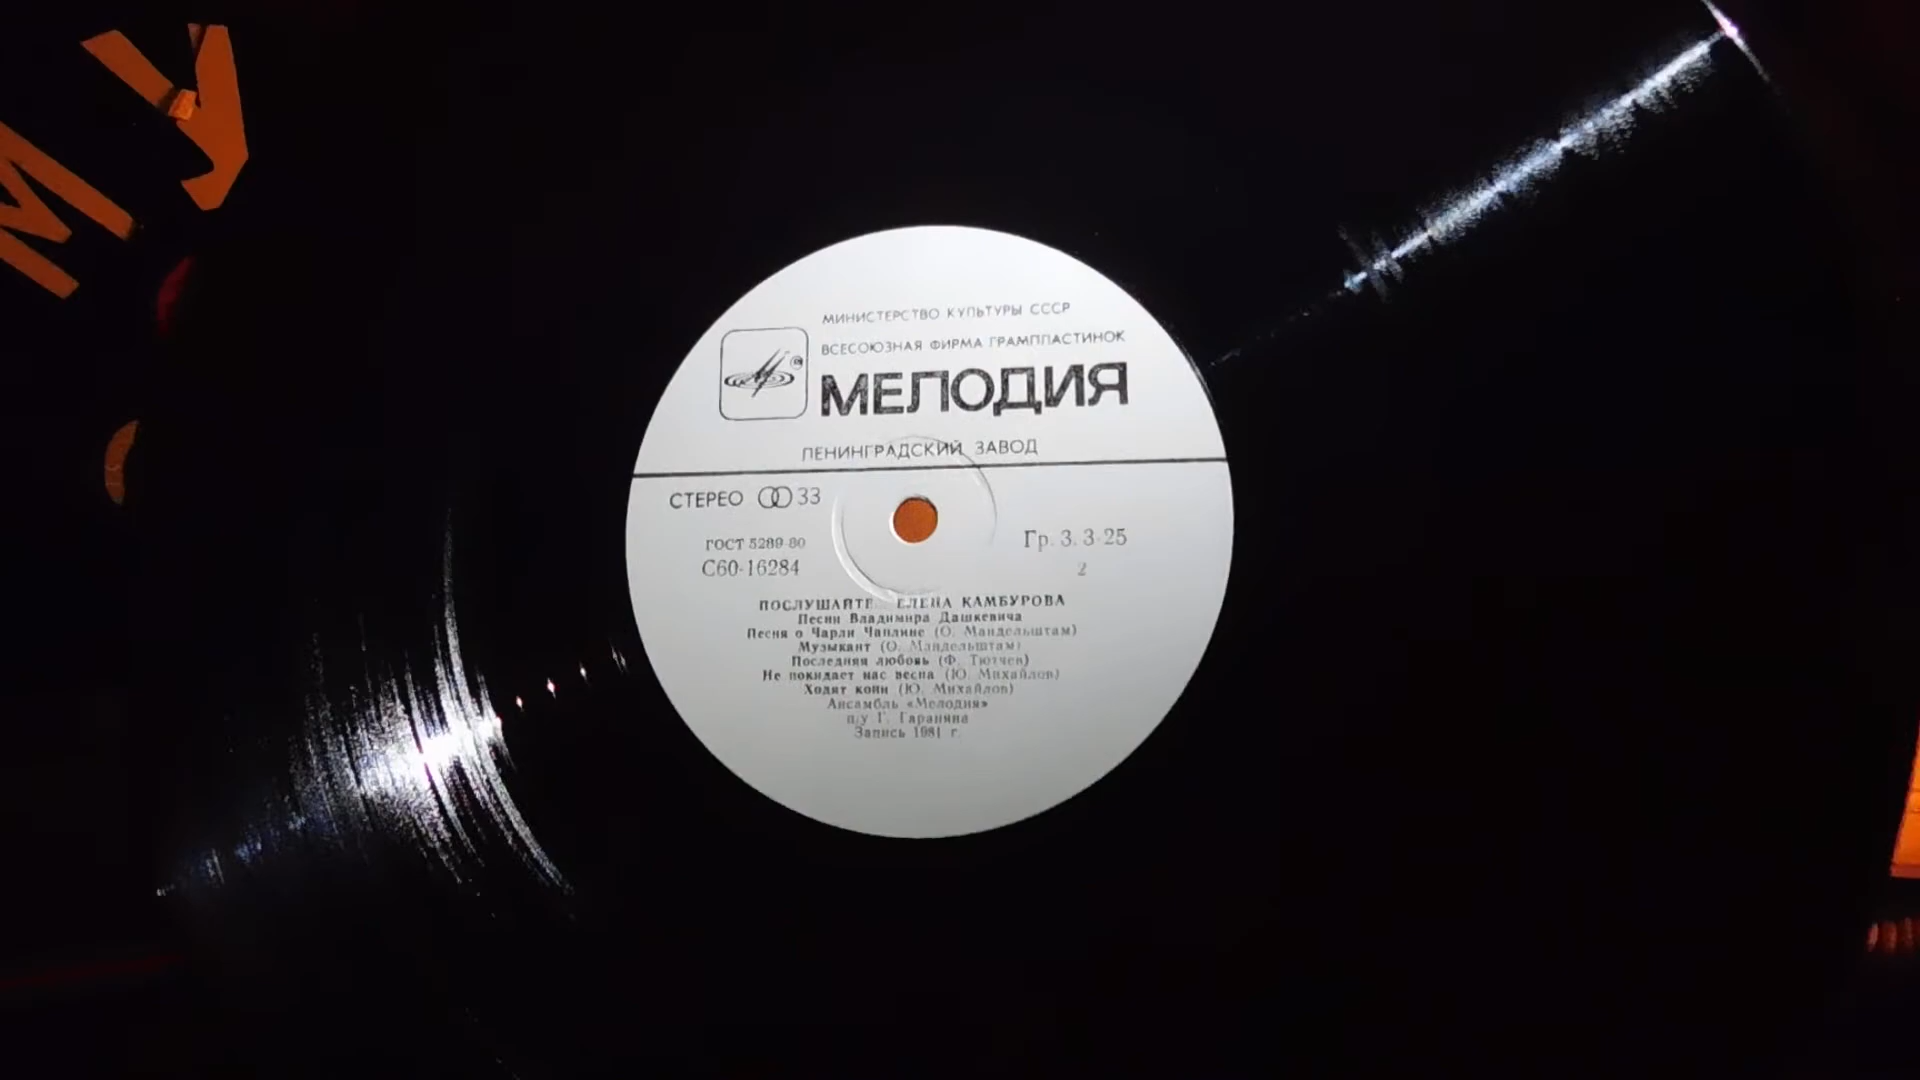 МУ
МИНИСТЕРСТВО КУЛЬТУРЫ СССР
ВСЕСОЮЗНАЯ ФИРМА ГРАМПЛАСТИНОК
МЕЛОДИЯ
ЛЕНИНГРАДСКИЙ ЗАВОД
СТЕРЕО 33
ГОСТ 5289-80
С60-16284
Гр. 3. 3-25
2
ПОСЛУШАЙТЕ... ЕЛЕНА КАМБУРОВА
Песни Владимира Дашкевича
Песня о Чарли Чаплине (О. Мандельштам)
Музыкант (О. Мандельштам)
Последняя любовь (Ф. Тютчев)
Не покидает нас весна (Ю. Михайлов)
Ходят кони (Ю. Михайлов)
Ансамбль «Мелодия»
п/у Г. Гараняна
Запись 1981 г.